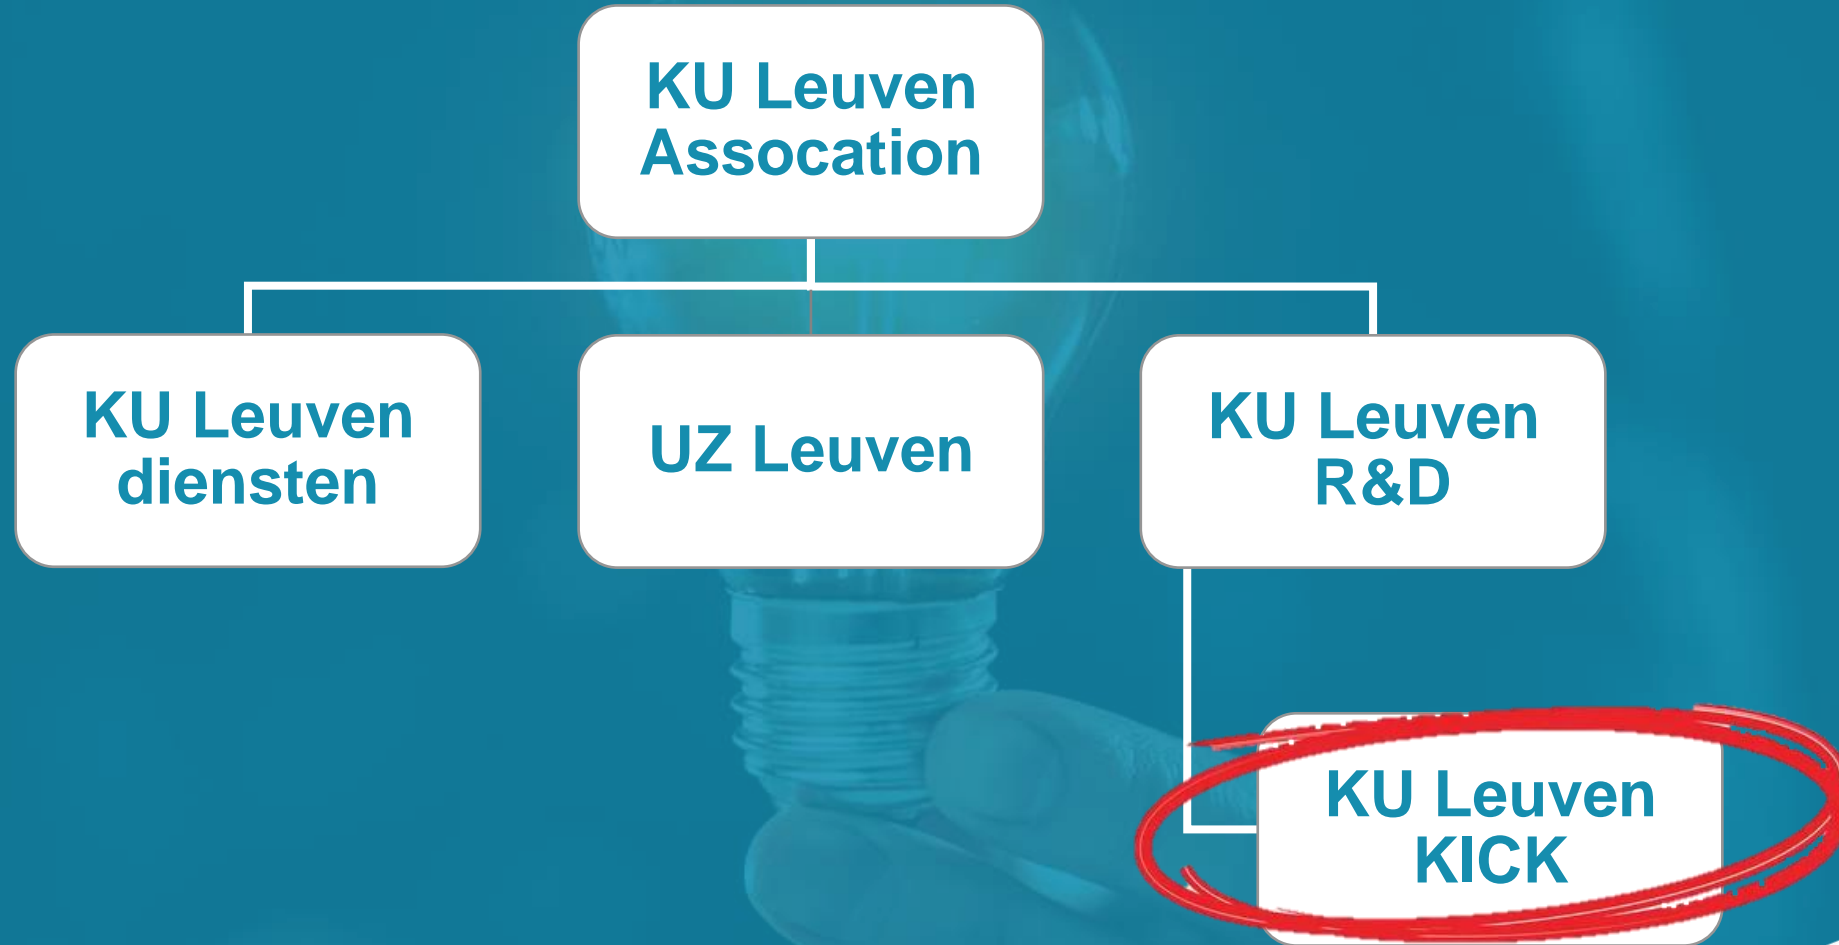 KU Leuven
Assocation
KU Leuven
diensten
UZ Leuven
KU Leuven
R&D
KU Leuven
KICK